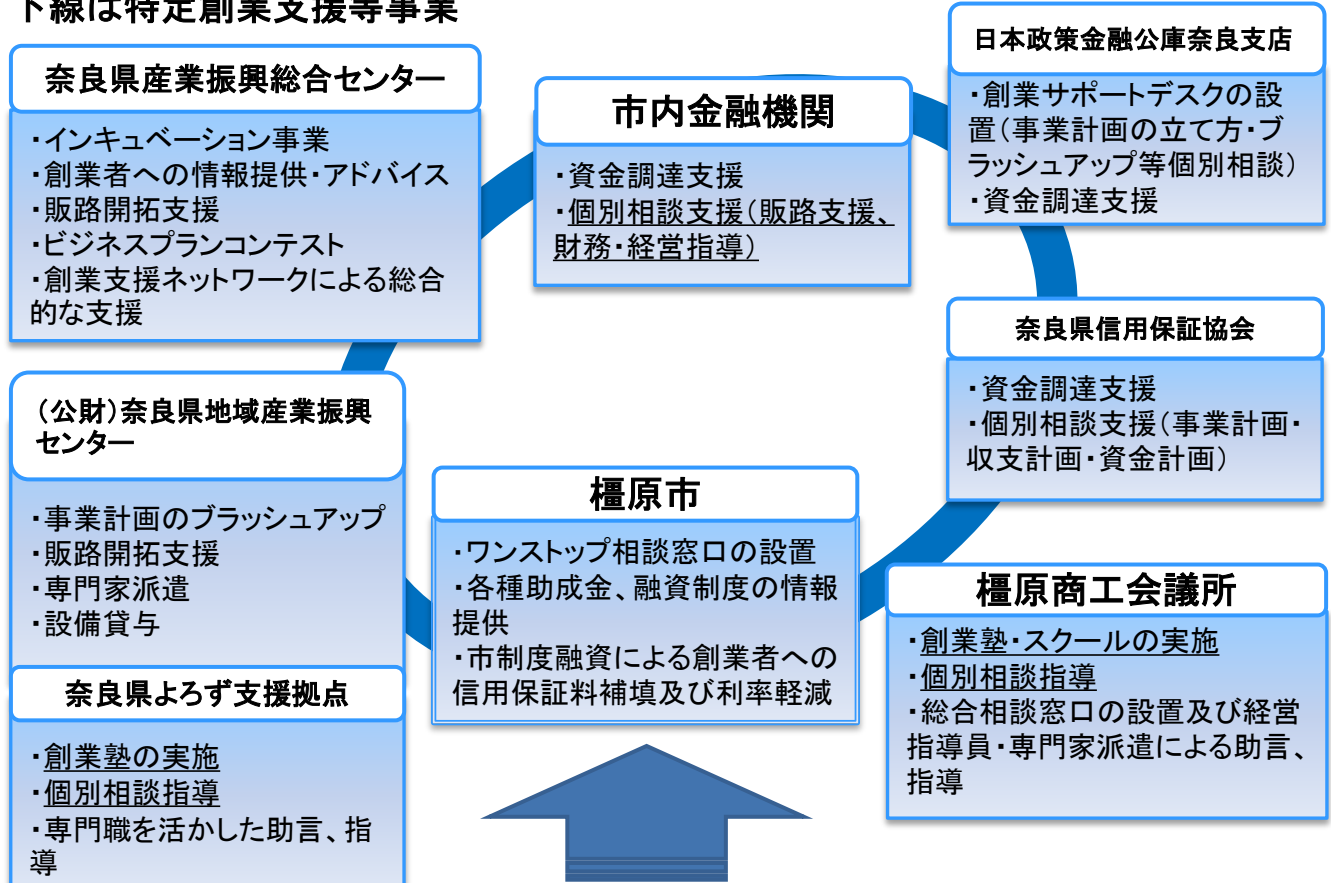 下線は特定創業支援等事業
奈良県産業振興総合センター
・インキュベーション事業
・創業者への情報提供・アドバイス
・販路開拓支援
・ビジネスプランコンテスト
・創業支援ネットワークによる総合
的な支援
市内金融機関
・資金調達支援
・個別相談支援（販路支援、
財務・経営指導）
日本政策金融公庫奈良支店
・創業サポートデスクの設
置（事業計画の立て方・ブ
ラッシュアップ等個別相談）
・資金調達支援
奈良県信用保証協会
・資金調達支援
・個別相談支援（事業計画・
収支計画・資金計画）
（公財）奈良県地域産業振興
センター
・事業計画のブラッシュアップ
・販路開拓支援
・専門家派遣
・設備貸与
橿原市
・ワンストップ相談窓口の設置
・各種助成金、融資制度の情報
提供
・市制度融資による創業者への
信用保証料補填及び利率軽減
橿原商工会議所
・創業塾・スクールの実施
・個別相談指導
・総合相談窓口の設置及び経営
指導員・専門家派遣による助言、
指導
奈良県よろず支援拠点
・創業塾の実施
・個別相談指導
・専門職を活かした助言、指
導